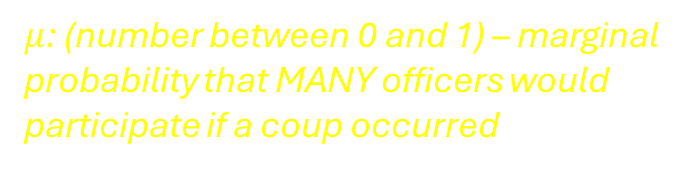 μ: (number between 0 and 1) – marginal
probability that MANY officers would
participate if a coup occurred